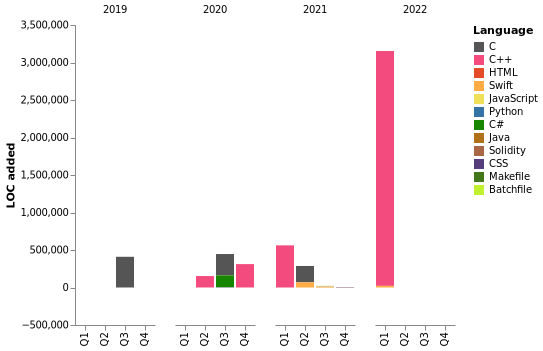 2019 2020 2021 2022
LOC added
3,500,000
3,000,000
2,500,000
2,000,000
1,500,000
1,000,000
500,000
0
−500,000
Q1 Q2 Q3 Q4 Q1 Q2 Q3 Q4 Q1 Q2 Q3 Q4 Q1 Q2 Q3 Q4
Language
C
C++
HTML
Swift
JavaScript
Python
C#
Java
Solidity
CSS
Makefile
Batchfile